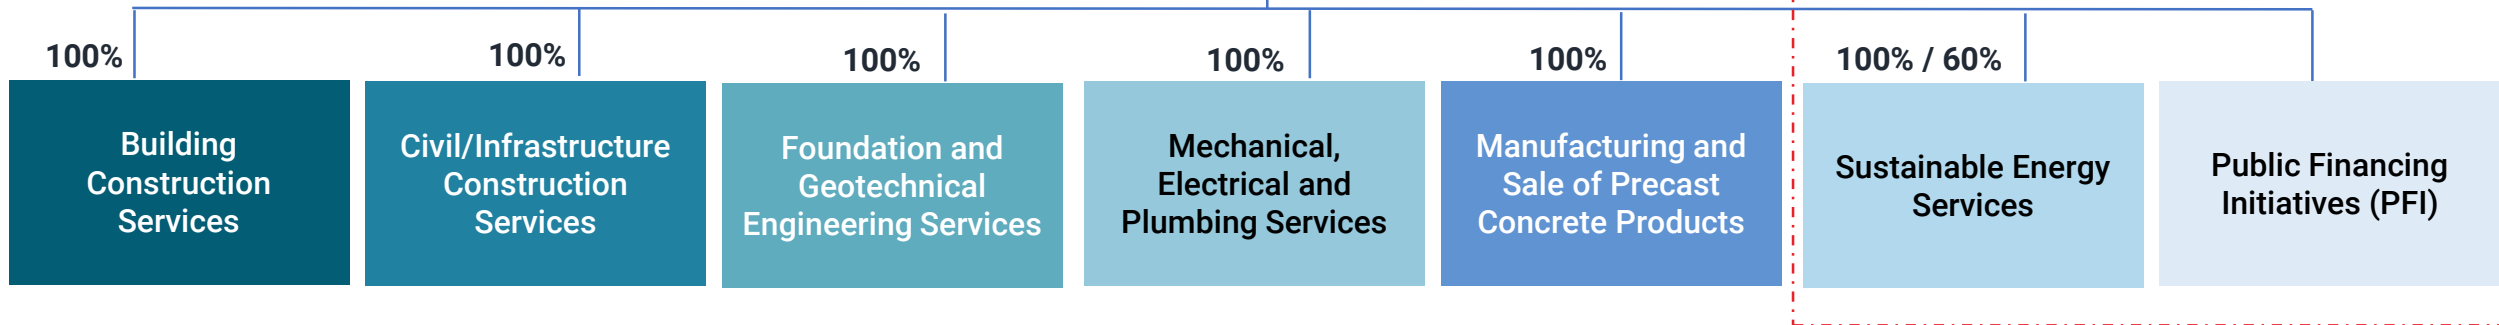 100%
100%
100%
100%
100%
100% / 60%
Building
Construction
Services
Civil/Infrastructure
Construction
Services
Foundation and
Geotechnical
Engineering Services
Mechanical,
Electrical and
Plumbing Services
Manufacturing and
Sale of Precast
Concrete Products
Sustainable Energy
Services
Public Financing
Initiatives (PFI)